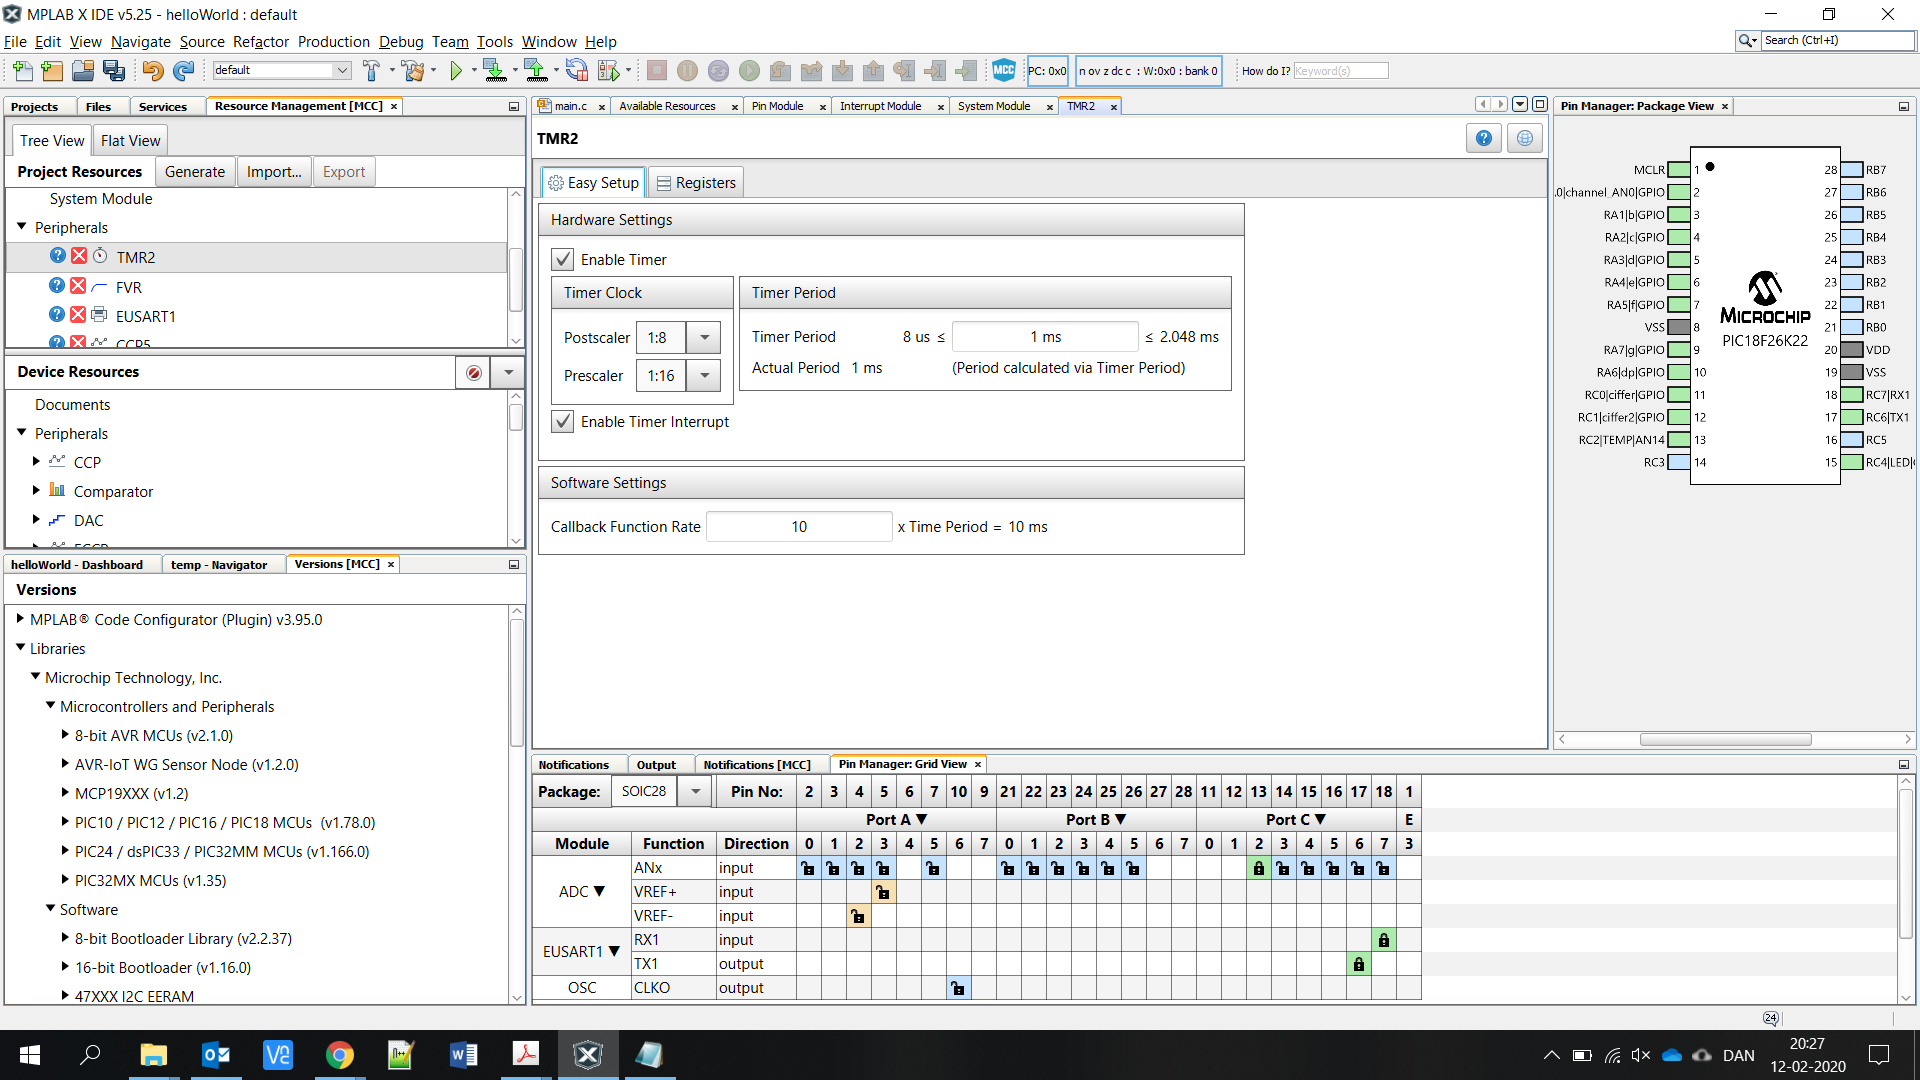 MPLAB X IDE v5.25 - helloWorld : default
File Edit View Navigate Source Refactor Production Debug Team Tools Window Help
Search (Ctrl+I)
default
MCC
PC: 0x0
n ov z dc c : W:0x0 : bank 0
How do I? Keyword(s)
Projects
Files
Services
Resource Management [MCC]
Tree View
Flat View
Project Resources
Generate
Import...
Export
System Module
Peripherals
TMR2
FVR
EUSART1
CCP5
Device Resources
Documents
Peripherals
CCP
Comparator
DAC
ECCP
helloWorld - Dashboard
temp - Navigator
Versions [MCC]
Versions
MPLAB® Code Configurator (Plugin) v3.95.0
Libraries
Microchip Technology, Inc.
Microcontrollers and Peripherals
8-bit AVR MCUs (v2.1.0)
AVR-IoT WG Sensor Node (v1.2.0)
MCP19XXX (v1.2)
PIC10 / PIC12 / PIC16 / PIC18 MCUs (v1.78.0)
PIC24 / dsPIC33 / PIC32MM MCUs (v1.166.0)
PIC32MX MCUs (v1.35)
Software
8-bit Bootloader Library (v2.2.37)
16-bit Bootloader (v1.16.0)
47XXX I2C EERAM
main.c
Available Resources
Pin Module
Interrupt Module
System Module
TMR2
TMR2
Easy Setup
Registers
Hardware Settings
Enable Timer
Timer Clock
Postscaler 1:8
Prescaler 1:16
Timer Period
Timer Period 8 us ≤ 1 ms ≤ 2.048 ms
Actual Period 1 ms (Period calculated via Timer Period)
Enable Timer Interrupt
Software Settings
Callback Function Rate 10 x Time Period = 10 ms
Pin Manager: Package View
MCLR 1 28 RB7
.0|channel_AN0|GPIO 2 27 RB6
RA1|b|GPIO 3 26 RB5
RA2|c|GPIO 4 25 RB4
RA3|d|GPIO 5 24 RB3
RA4|e|GPIO 6 23 RB2
RA5|f|GPIO 7 22 RB1
VSS 8 21 RB0
RA7|g|GPIO 9 20 VDD
RA6|dp|GPIO 10 19 VSS
RC0|ciffer|GPIO 11 18 RC7|RX1
RC1|ciffer2|GPIO 12 17 RC6|TX1
RC2|TEMP|AN14 13 16 RC5
RC3 14 15 RC4|LED|
MICROCHIP
PIC18F26K22
Notifications
Output
Notifications [MCC]
Pin Manager: Grid View
Package: SOIC28 Pin No: 2 3 4 5 6 7 10 9 21 22 23 24 25 26 27 28 11 12 13 14 15 16 17 18 1
Port A ▼ Port B ▼ Port C ▼ E
Module Function Direction 0 1 2 3 4 5 6 7 0 1 2 3 4 5 6 7 0 1 2 3 4 5 6 7 3
ADC ▼
ANx input
VREF+ input
VREF- input
EUSART1 ▼
RX1 input
TX1 output
OSC CLKO output
24
DAN
20:27
12-02-2020